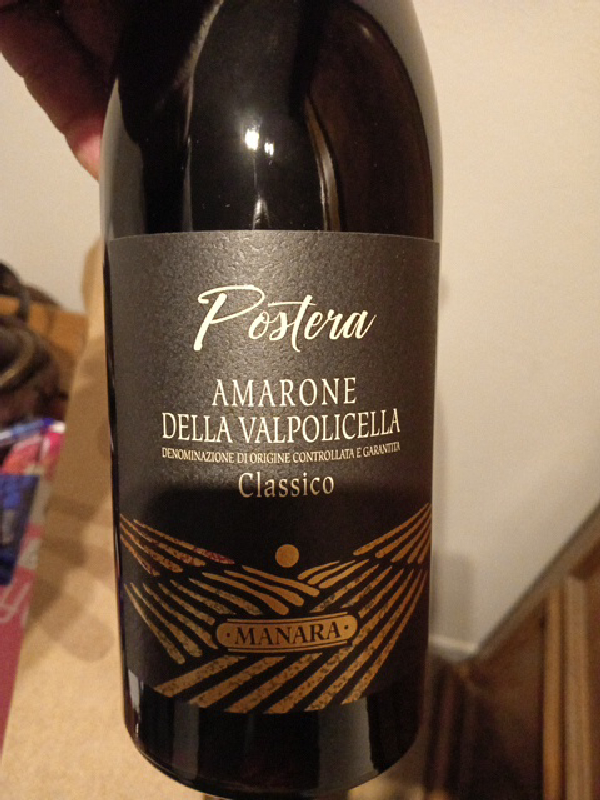 Postera
AMARONE
DELLA VALPOLICELLA
DENOMINAZIONE DI ORIGINE CONTROLLATA E GARANTITA
Classico
· MANARA ·